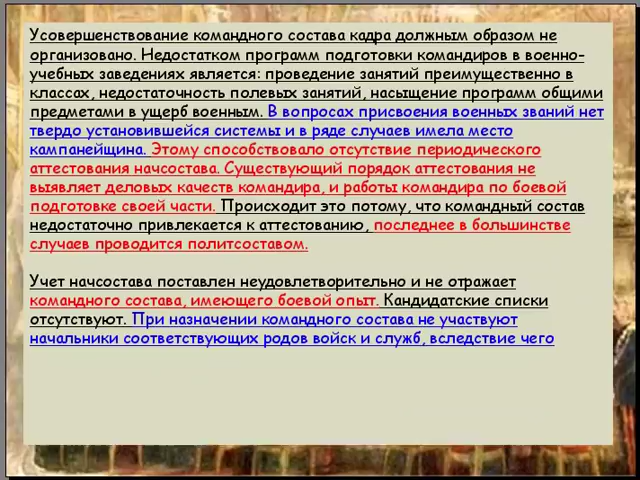 Усовершенствование командного состава кадра должным образом не
организовано. Недостатком программ подготовки командиров в военно-
учебных заведениях является: проведение занятий преимущественно в
классах, недостаточность полевых занятий, насыщение программ общими
предметами в ущерб военным. В вопросах присвоения военных званий нет
твердо установившейся системы и в ряде случаев имела место
кампанейщина. Этому способствовало отсутствие периодического
аттестования начсостава. Существующий порядок аттестования не
выявляет деловых качеств командира, и работы командира по боевой
подготовке своей части. Происходит это потому, что командный состав
недостаточно привлекается к аттестованию, последнее в большинстве
случаев проводится политсоставом.
Учет начсостава поставлен неудовлетворительно и не отражает
командного состава, имеющего боевой опыт. Кандидатские списки
отсутствуют. При назначении командного состава не участвуют
начальники соответствующих родов войск и служб, вследствие чего